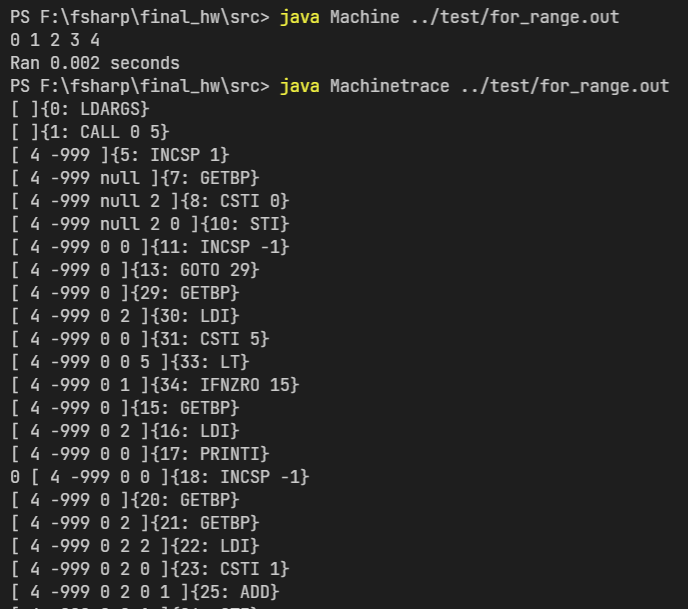 PS F:\fsharp\final_hw\src> java Machine ../test/for_range.out
0 1 2 3 4
Ran 0.002 seconds
PS F:\fsharp\final_hw\src> java Machinetrace ../test/for_range.out
[ ]{0: LDARGS}
[ ]{1: CALL 0 5}
[ 4 -999 ]{5: INCSP 1}
[ 4 -999 null ]{7: GETBP}
[ 4 -999 null 2 ]{8: CSTI 0}
[ 4 -999 null 2 0 ]{10: STI}
[ 4 -999 0 0 ]{11: INCSP -1}
[ 4 -999 0 ]{13: GOTO 29}
[ 4 -999 0 ]{29: GETBP}
[ 4 -999 0 2 ]{30: LDI}
[ 4 -999 0 0 ]{31: CSTI 5}
[ 4 -999 0 0 5 ]{33: LT}
[ 4 -999 0 1 ]{34: IFNZRO 15}
[ 4 -999 0 ]{15: GETBP}
[ 4 -999 0 2 ]{16: LDI}
[ 4 -999 0 0 ]{17: PRINTI}
0 [ 4 -999 0 0 ]{18: INCSP -1}
[ 4 -999 0 ]{20: GETBP}
[ 4 -999 0 2 ]{21: GETBP}
[ 4 -999 0 2 2 ]{22: LDI}
[ 4 -999 0 2 0 ]{23: CSTI 1}
[ 4 -999 0 2 0 1 ]{25: ADD}